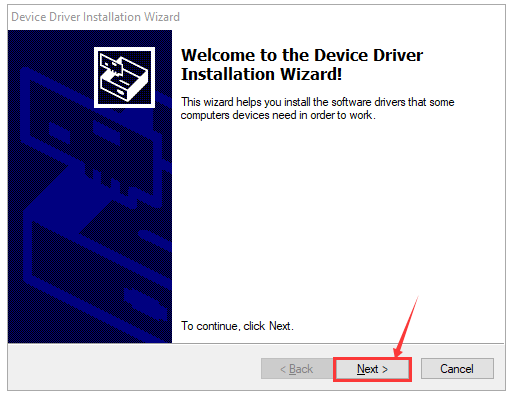 Device Driver Installation Wizard
Welcome to the Device Driver
Installation Wizard!
This wizard helps you install the software drivers that some
computers devices need in order to work.
To continue, click Next.
< Back Next > Cancel